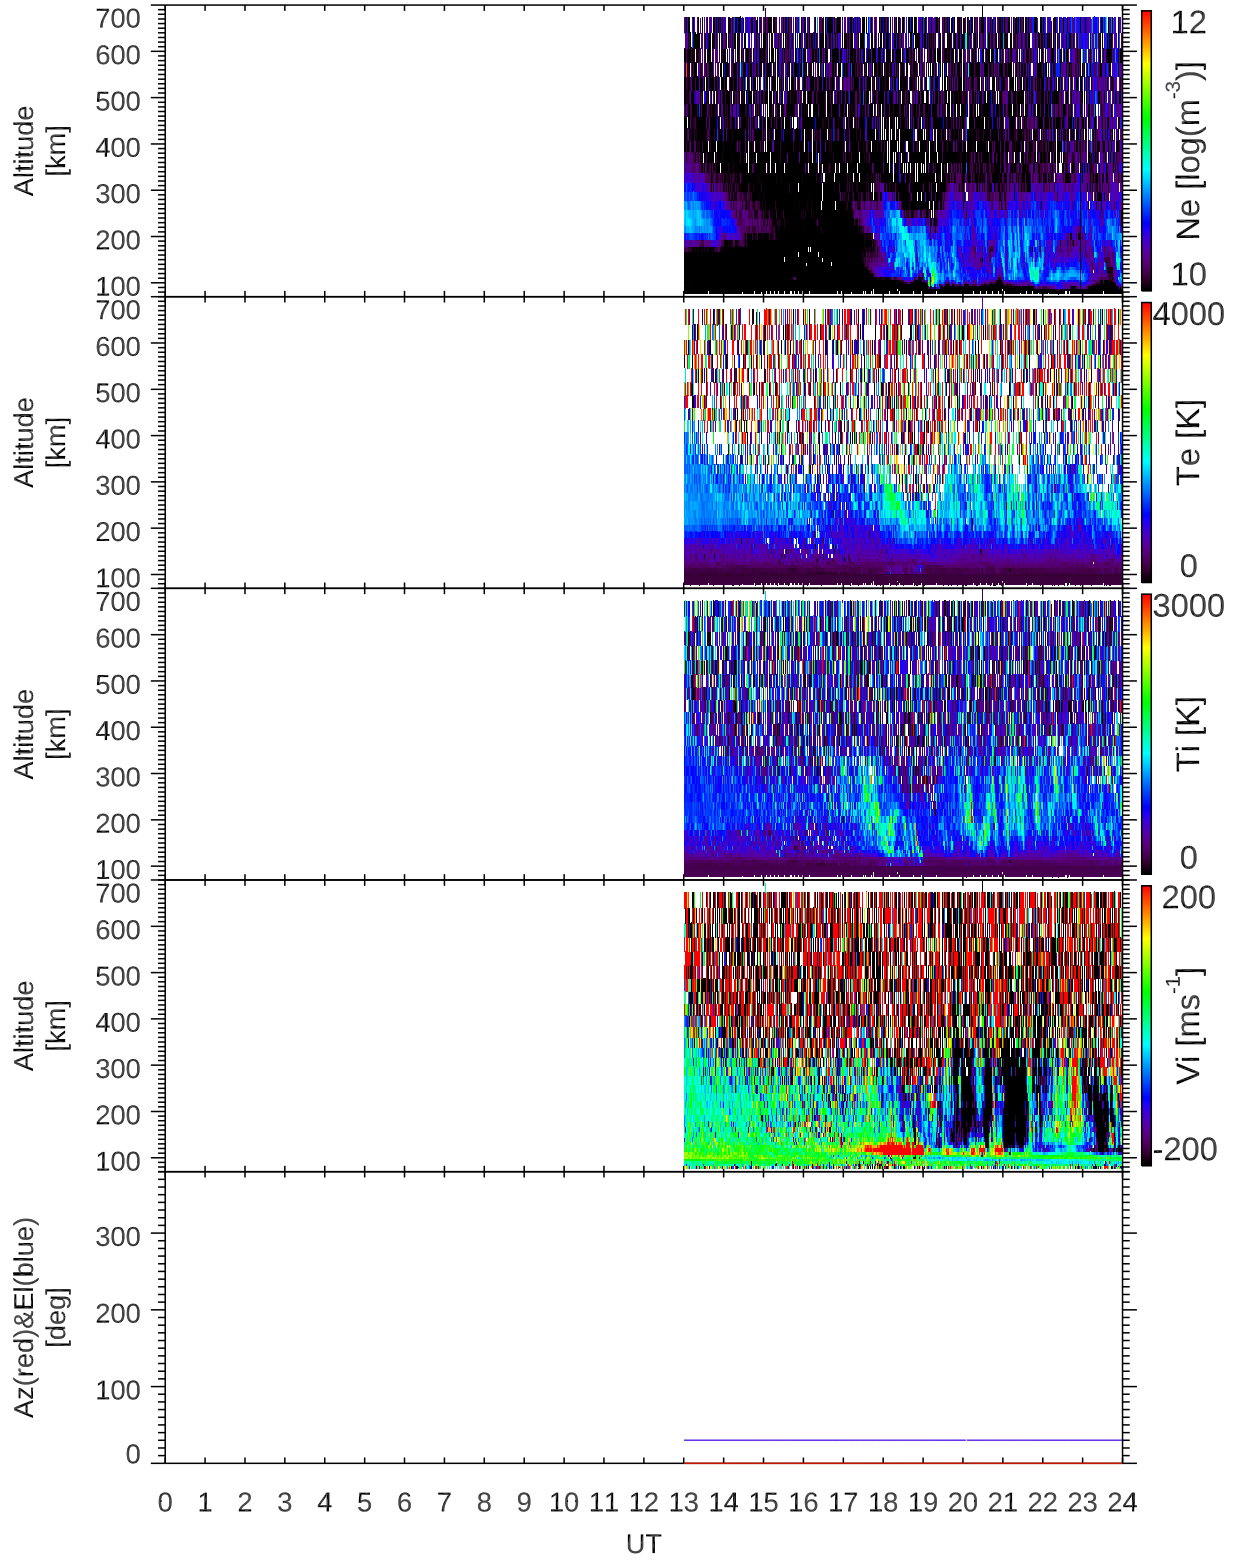 700
600
500
400
300
200
100
Altitude
[km]
12
Ne [log(m⁻³)]
10
700
600
500
400
300
200
100
Altitude
[km]
4000
Te [K]
0
700
600
500
400
300
200
100
Altitude
[km]
3000
Ti [K]
0
700
600
500
400
300
200
100
Altitude
[km]
200
Vi [ms⁻¹]
-200
300
200
100
0
Az(red)&El(blue)
[deg]
0 1 2 3 4 5 6 7 8 9 10 11 12 13 14 15 16 17 18 19 20 21 22 23 24
UT